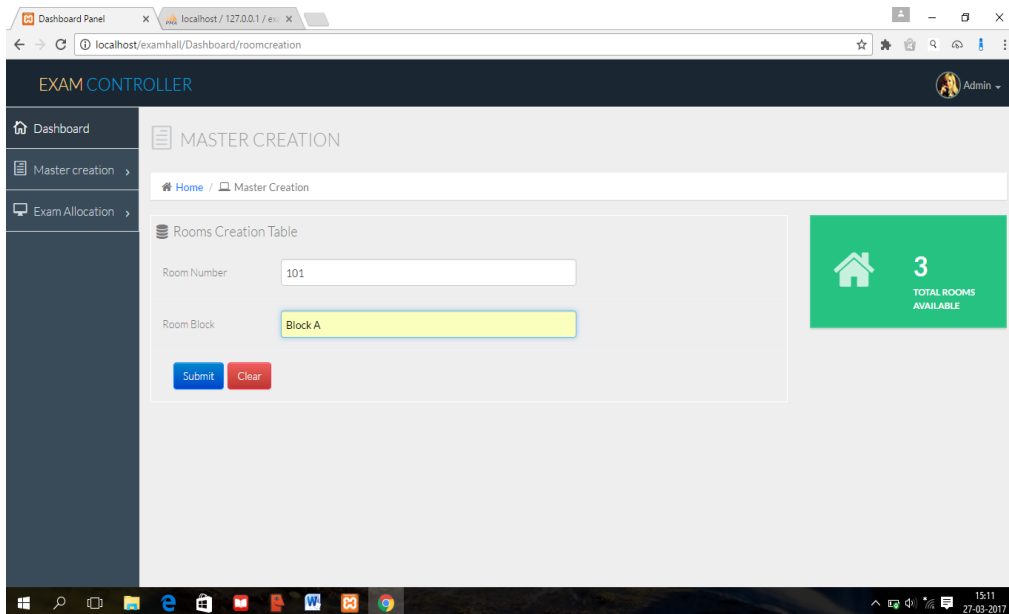 Dashboard Panel
localhost / 127.0.0.1 / ex
localhost/examhall/Dashboard/roomcreation
EXAM CONTROLLER
Admin
Dashboard
Master creation
Exam Allocation
MASTER CREATION
Home / Master Creation
Rooms Creation Table
Room Number
101
Room Block
Block A
Submit
Clear
3
TOTAL ROOMS
AVAILABLE
15:11
27-03-2017